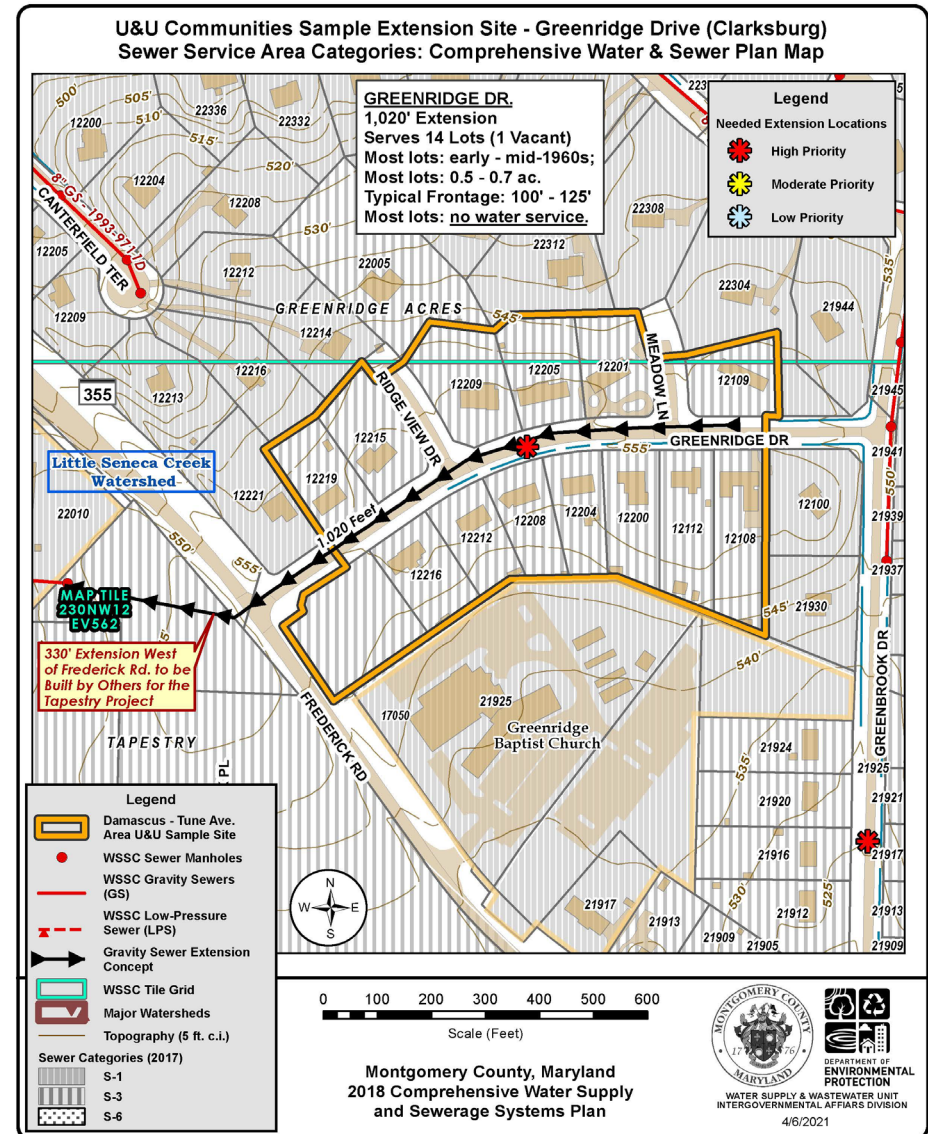 U&U Communities Sample Extension Site - Greenridge Drive (Clarksburg)
Sewer Service Area Categories: Comprehensive Water & Sewer Plan Map
GREENRIDGE DR.
1,020' Extension
Serves 14 Lots (1 Vacant)
Most lots: early - mid-1960s;
Most lots: 0.5 - 0.7 ac.
Typical Frontage: 100' - 125'
Most lots: no water service.
Legend
Needed Extension Locations
High Priority
Moderate Priority
Low Priority
500'
505'
510'
515'
520'
530'
12200
22336
22332
12204
12208
8" GS - 1993-9711D
CANTERFIELD TER
12205
12212
22005
22312
22308
535'
22304
21944
12209
GREENRIDGE ACRES
545'
12214
12216
12213
355
RIDGE VIEW DR
12209
12205
12201
MEADOW LN
12109
21945
Little Seneca Creek
Watershed
12215
12219
12221
GREENRIDGE DR
555'
21941
550'
22010
550'
555'
1,020 Feet
12216
12212
12208
12204
12200
12112
12108
12100
21939
21937
MAP TILE
230NW12
EV562
545'
21930
540'
330' Extension West
of Frederick Rd. to be
Built by Others for the
Tapestry Project
TAPESTRY
PL
FREDERICK RD
17050
21925
Greenridge
Baptist Church
GREENBROOK DR
21924
535'
21925
21920
21921
21916
21917
530'
525'
21912
21917
21913
21913
21909
21905
21909
N
W
E
S
Legend
Damascus - Tune Ave.
Area U&U Sample Site
WSSC Sewer Manholes
WSSC Gravity Sewers
(GS)
WSSC Low-Pressure
Sewer (LPS)
Gravity Sewer Extension
Concept
WSSC Tile Grid
Major Watersheds
Topography (5 ft. c.i.)
Sewer Categories (2017)
S-1
S-3
S-6
0 100 200 300 400 500 600
Scale (Feet)
Montgomery County, Maryland
2018 Comprehensive Water Supply
and Sewerage Systems Plan
MONTGOMERY COUNTY
17 76
MARYLAND
DEPARTMENT OF
ENVIRONMENTAL
PROTECTION
WATER SUPPLY & WASTEWATER UNIT
INTERGOVERNMENTAL AFFIARS DIVISION
4/6/2021